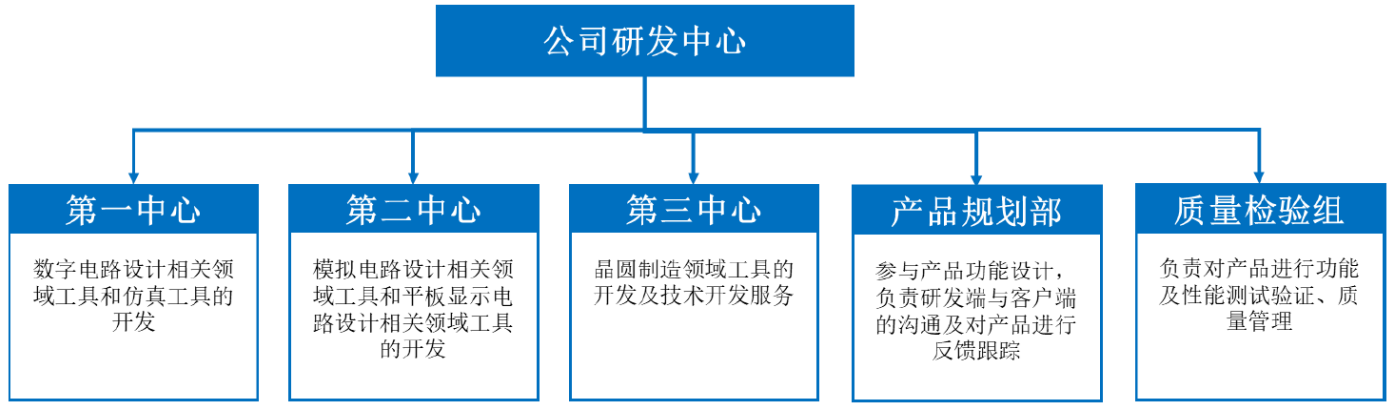 公司研发中心
第一中心
数字电路设计相关领
域工具和仿真工具的
开发
第二中心
模拟电路设计相关领
域工具和平板显示电
路设计相关领域工具
的开发
第三中心
晶圆制造领域工具的
开发及技术开发服务
产品规划部
参与产品功能设计，
负责研发端与客户端
的沟通及对产品进行
反馈跟踪
质量检验组
负责对产品进行功能
及性能测试验证、质
量管理